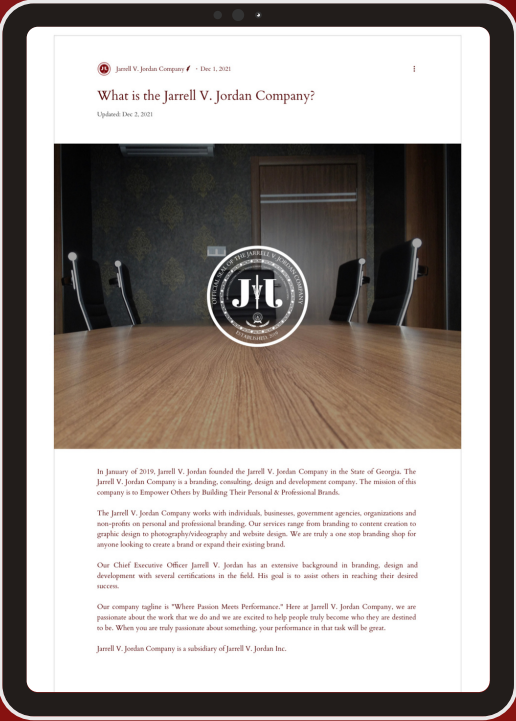 Jarrell V. Jordan Company · Dec 1, 2021
What is the Jarrell V. Jordan Company?
Updated: Dec 2, 2021
OFFICIAL SEAL OF THE JARRELL V. JORDAN COMPANY
JVJ
ESTABLISHED 2019
In January of 2019, Jarrell V. Jordan founded the Jarrell V. Jordan Company in the State of Georgia. The
Jarrell V. Jordan Company is a branding, consulting, design and development company. The mission of this
company is to Empower Others by Building Their Personal & Professional Brands.
The Jarrell V. Jordan Company works with individuals, businesses, government agencies, organizations and
non-profits on personal and professional branding. Our services range from branding to content creation to
graphic design to photography/videography and website design. We are truly a one stop branding shop for
anyone looking to create a brand or expand their existing brand.
Our Chief Executive Officer Jarrell V. Jordan has an extensive background in branding, design and
development with several certifications in the field. His goal is to assist others in reaching their desired
success.
Our company tagline is "Where Passion Meets Performance." Here at Jarrell V. Jordan Company, we are
passionate about the work that we do and we are excited to help people truly become who they are destined
to be. When you are truly passionate about something, your performance in that task will be great.
Jarrell V. Jordan Company is a subsidiary of Jarrell V. Jordan Inc.